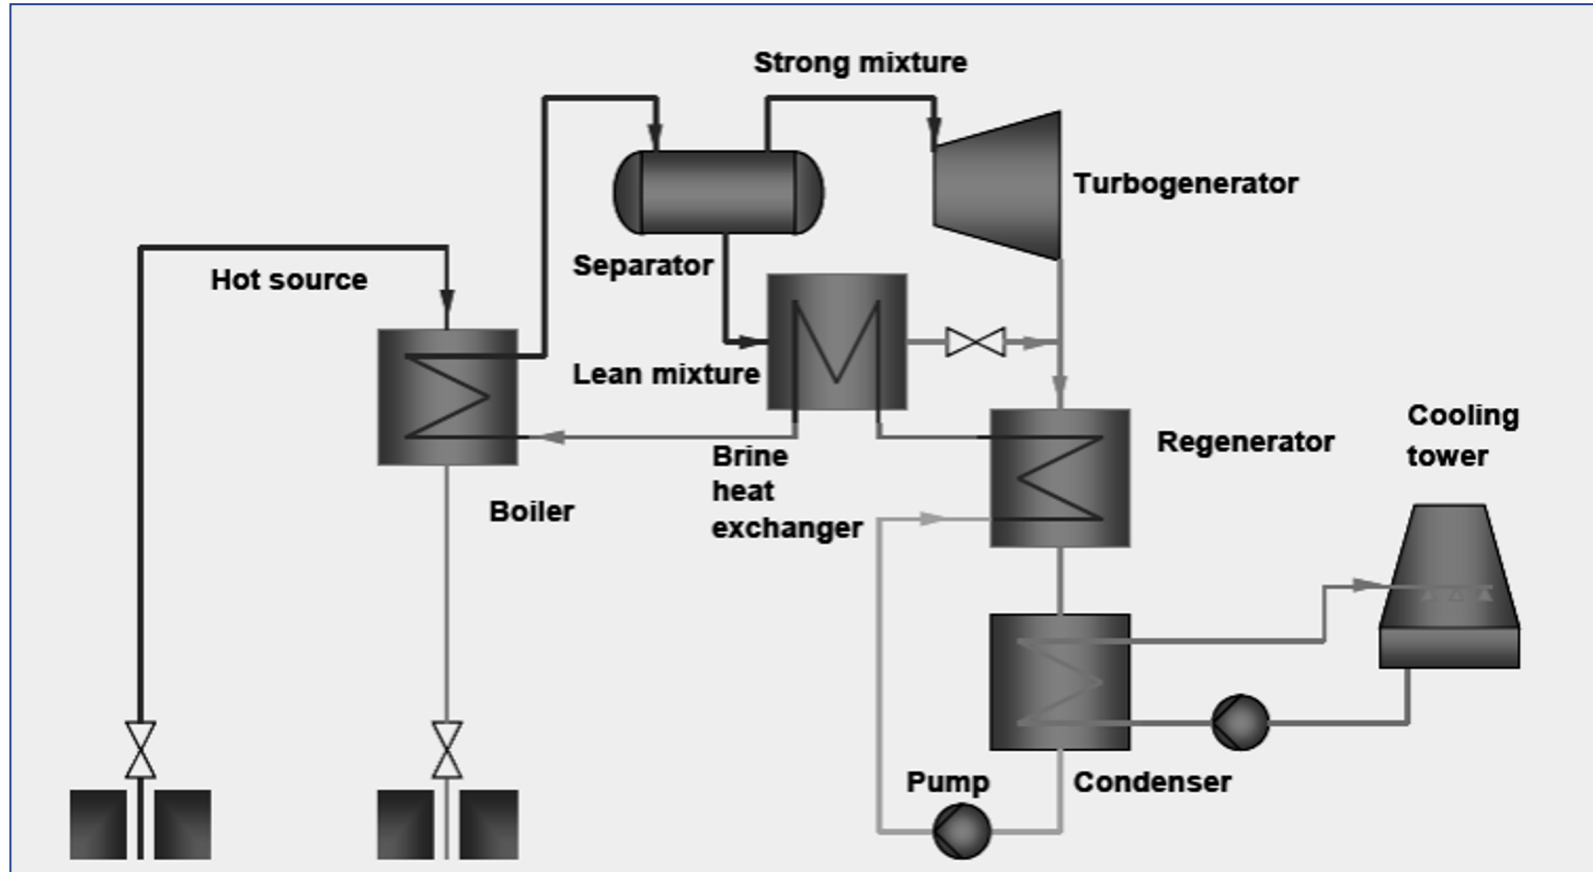 Strong mixture
Turbogenerator
Separator
Hot source
Lean mixture
Cooling
tower
Regenerator
Brine
heat
exchanger
Boiler
Pump
Condenser